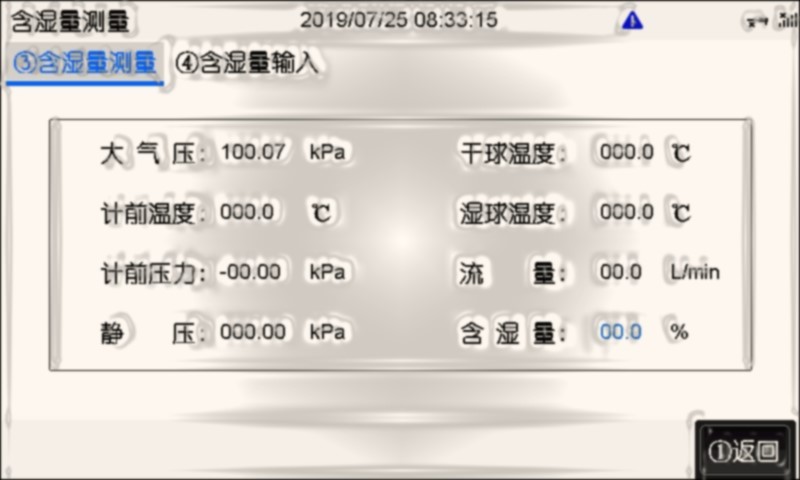 含湿量测量 2019/07/25 08:33:15
③含湿量测量 ④含湿量输入
大气压: 100.07 kPa 干球温度: 000.0 ℃
计前温度: 000.0 ℃ 湿球温度: 000.0 ℃
计前压力: -00.00 kPa 流量: 00.0 L/min
静压: 000.00 kPa 含湿量: 00.0 %
①返回